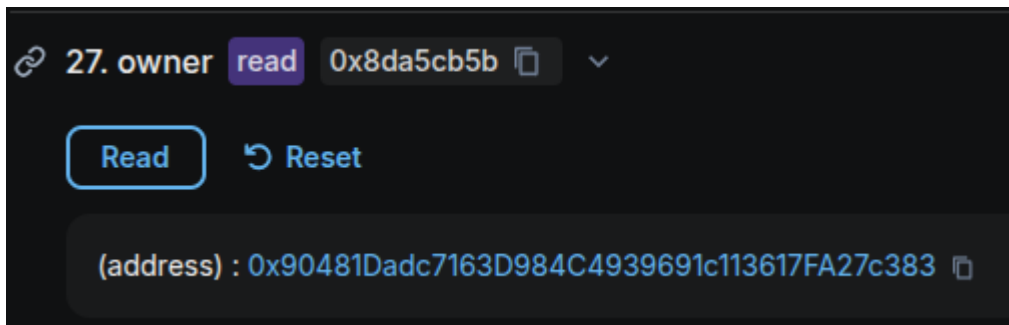 27. owner read 0x8da5cb5b
Read Reset
(address) : 0x90481Dadc7163D984C4939691c113617FA27c383